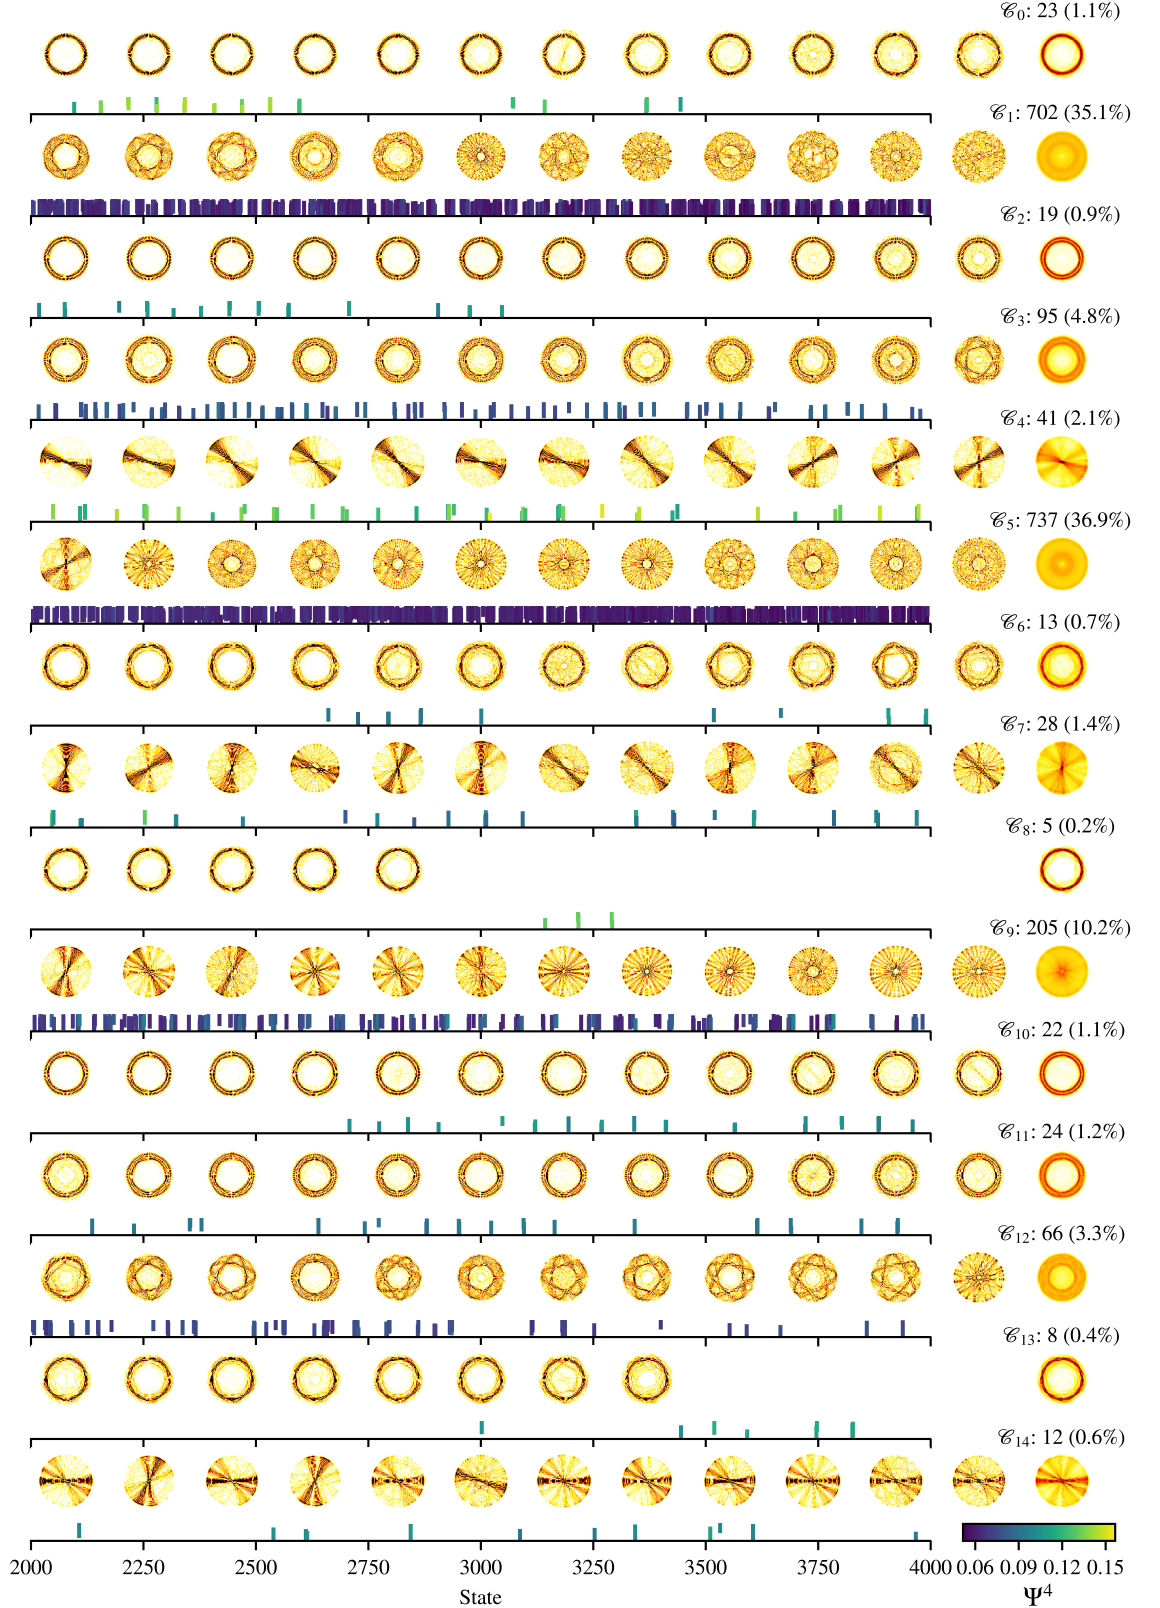 𝒞0: 23 (1.1%)
𝒞1: 702 (35.1%)
𝒞2: 19 (0.9%)
𝒞3: 95 (4.8%)
𝒞4: 41 (2.1%)
𝒞5: 737 (36.9%)
𝒞6: 13 (0.7%)
𝒞7: 28 (1.4%)
𝒞8: 5 (0.2%)
𝒞9: 205 (10.2%)
𝒞10: 22 (1.1%)
𝒞11: 24 (1.2%)
𝒞12: 66 (3.3%)
𝒞13: 8 (0.4%)
𝒞14: 12 (0.6%)
2000 2250 2500 2750 3000 3250 3500 3750 4000
State
0.06 0.09 0.12 0.15
Ψ4